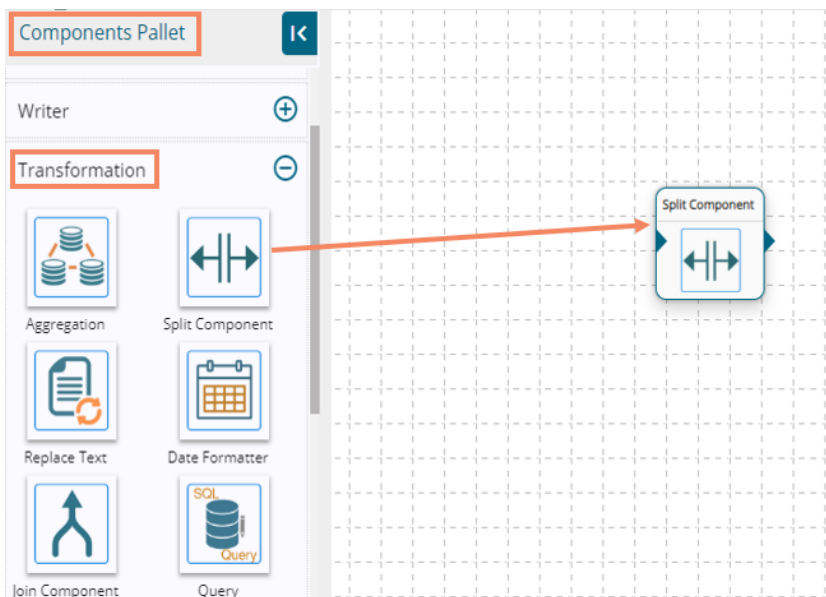 Components Pallet
Writer
Transformation
Aggregation
Split Component
Replace Text
Date Formatter
Join Component
SQL
Query
Query
Split Component